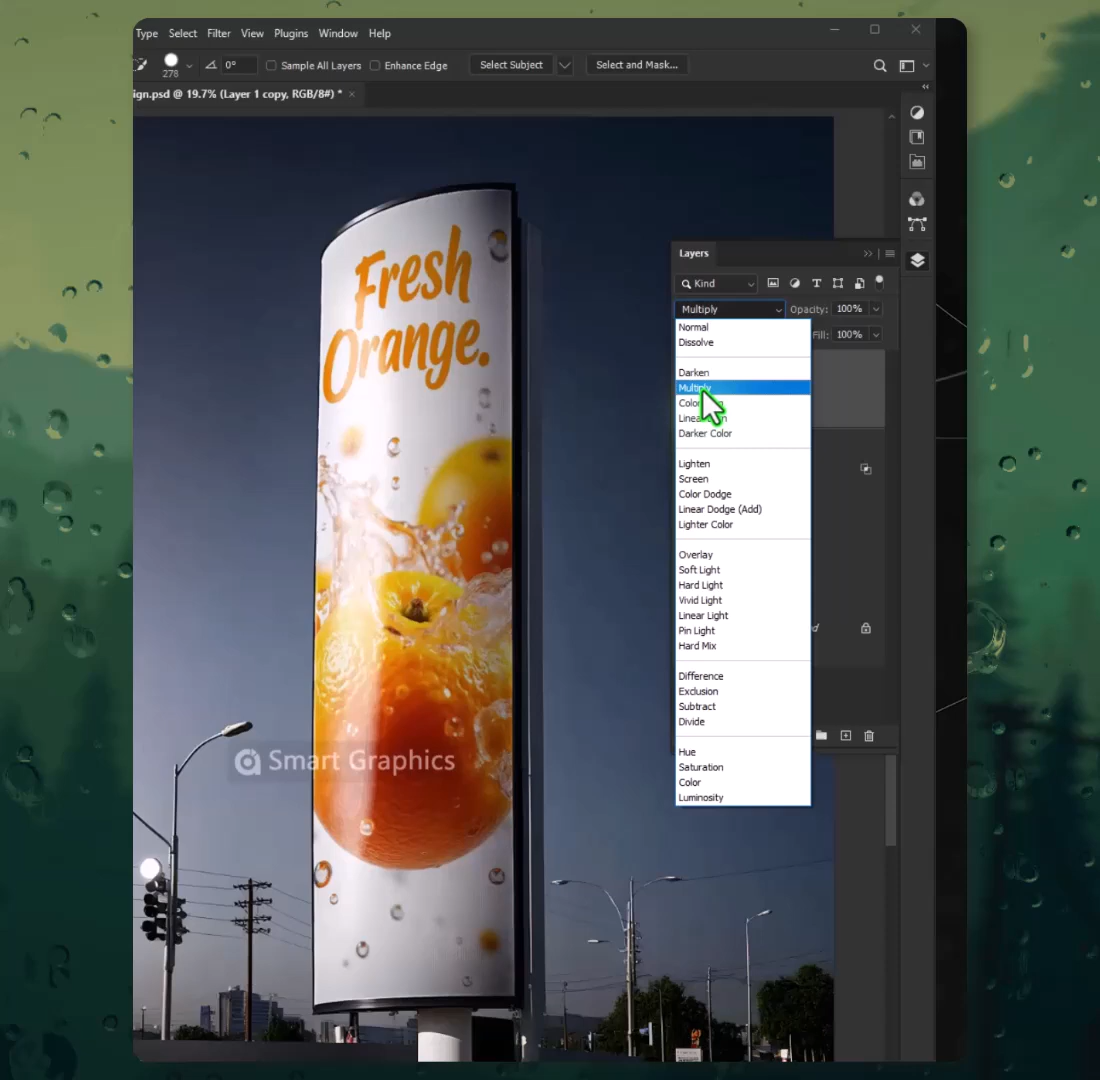 Type Select Filter View Plugins Window Help
278
0°
Sample All Layers
Enhance Edge
Select Subject
Select and Mask...
ign.psd @ 19.7% (Layer 1 copy, RGB/8#) * ×
Fresh
Orange.
Smart Graphics
Layers
Kind
Multiply
Opacity: 100%
Fill: 100%
Normal
Dissolve
Darken
Multiply
Darker Color
Lighten
Screen
Color Dodge
Linear Dodge (Add)
Lighter Color
Overlay
Soft Light
Hard Light
Vivid Light
Linear Light
Pin Light
Hard Mix
Difference
Exclusion
Subtract
Divide
Hue
Saturation
Color
Luminosity